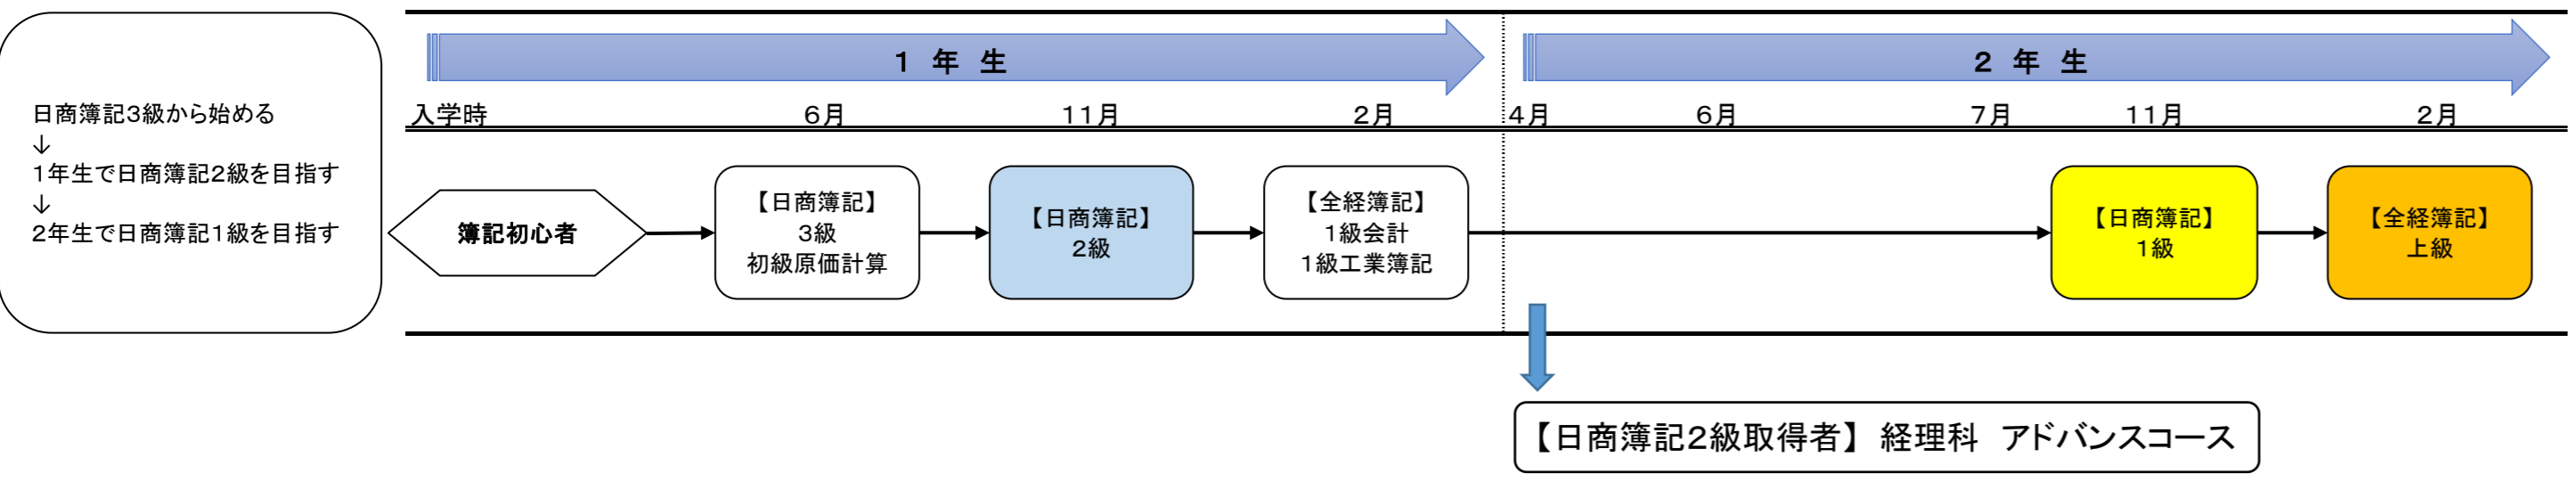 日商簿記３級から始める
↓
１年生で日商簿記２級を目指す
↓
２年生で日商簿記１級を目指す
１ 年 生
２ 年 生
入学時
６月
１１月
２月
４月
６月
７月
１１月
２月
簿記初心者
【日商簿記】
３級
初級原価計算
【日商簿記】
２級
【全経簿記】
１級会計
１級工業簿記
【日商簿記】
１級
【全経簿記】
上級
【日商簿記２級取得者】 経理科　アドバンスコース